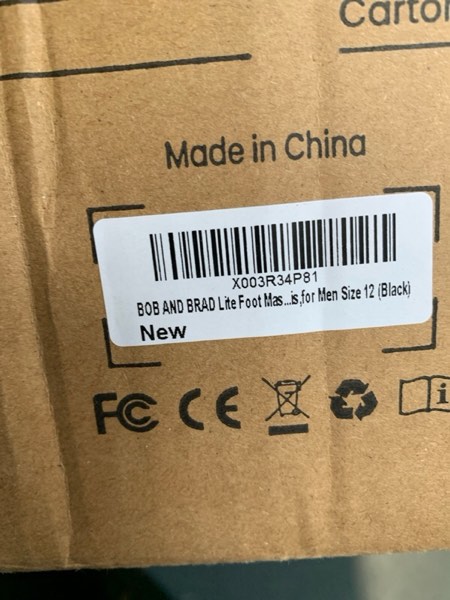 Carton
Made in China
X003R34P81
BOB AND BRAD Lite Foot Mas...is,for Men Size 12 (Black)
New
FC CE
i